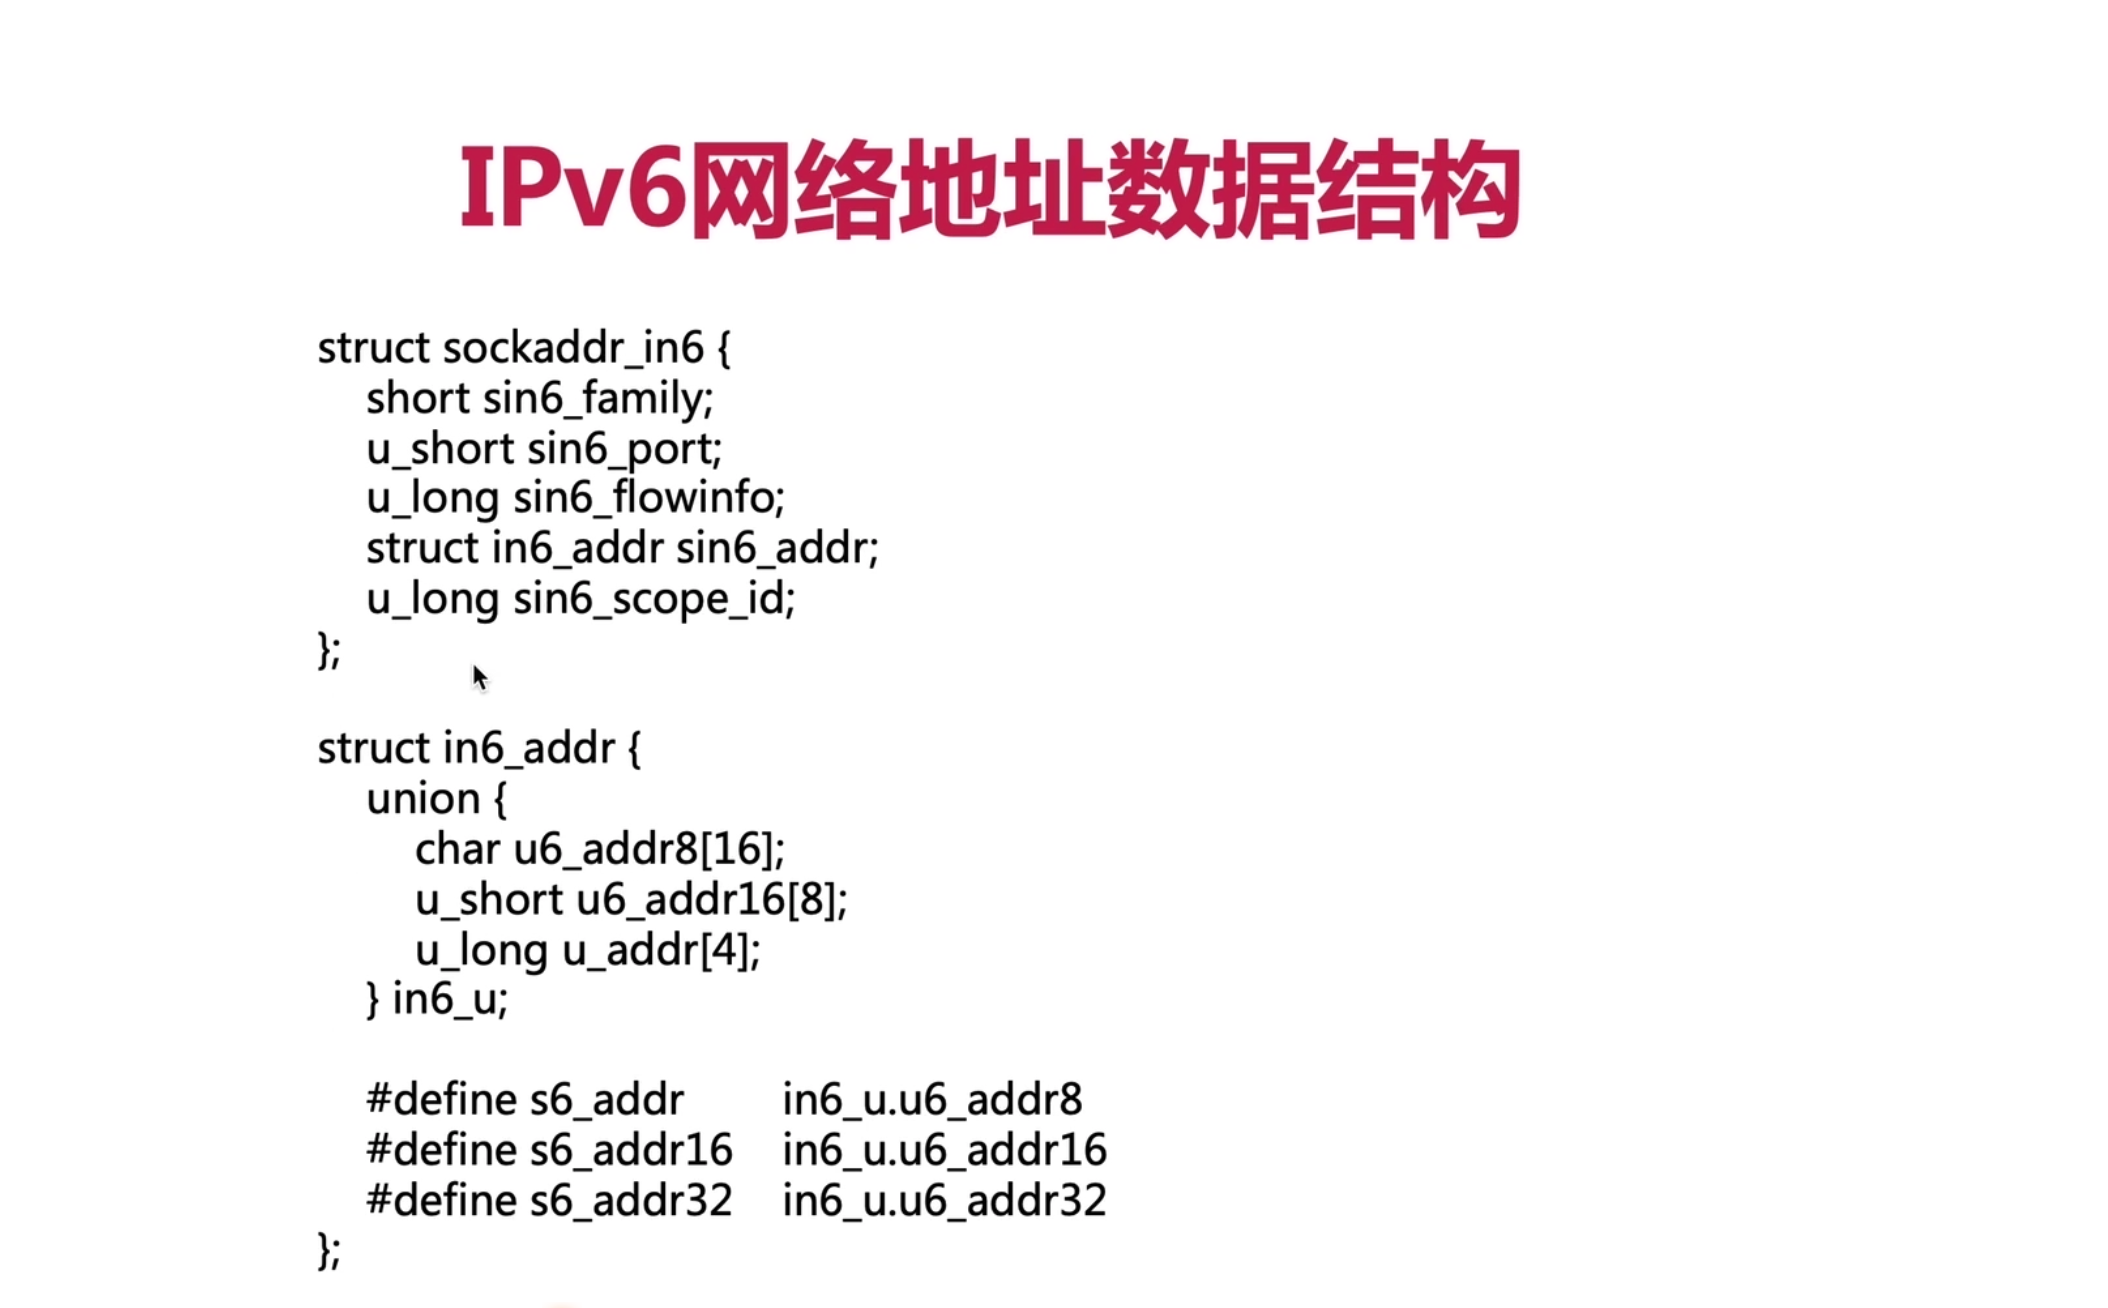 IPv6网络地址数据结构
struct sockaddr_in6 {
short sin6_family;
u_short sin6_port;
u_long sin6_flowinfo;
struct in6_addr sin6_addr;
u_long sin6_scope_id;
};
struct in6_addr {
union {
char u6_addr8[16];
u_short u6_addr16[8];
u_long u_addr[4];
} in6_u;
#define s6_addr in6_u.u6_addr8
#define s6_addr16 in6_u.u6_addr16
#define s6_addr32 in6_u.u6_addr32
};